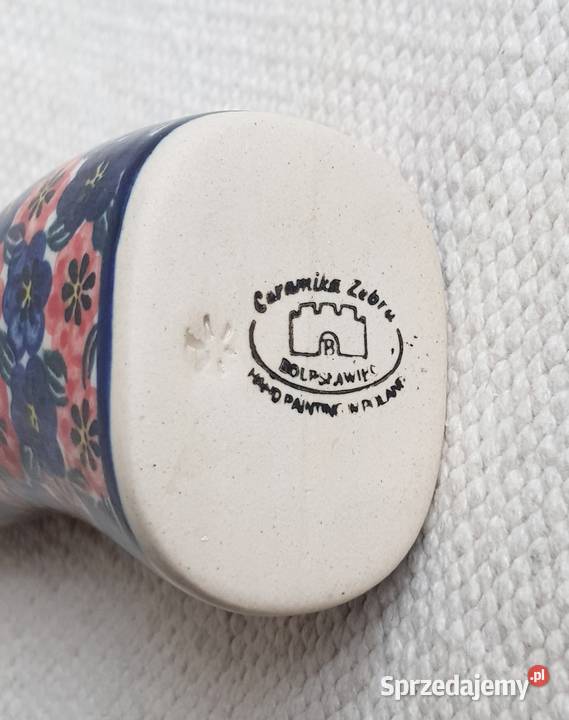 Ceramika Zebra
B
BOLESŁAWIEC
HAND PAINTING IN POLAND
Sprzedajemy.pl